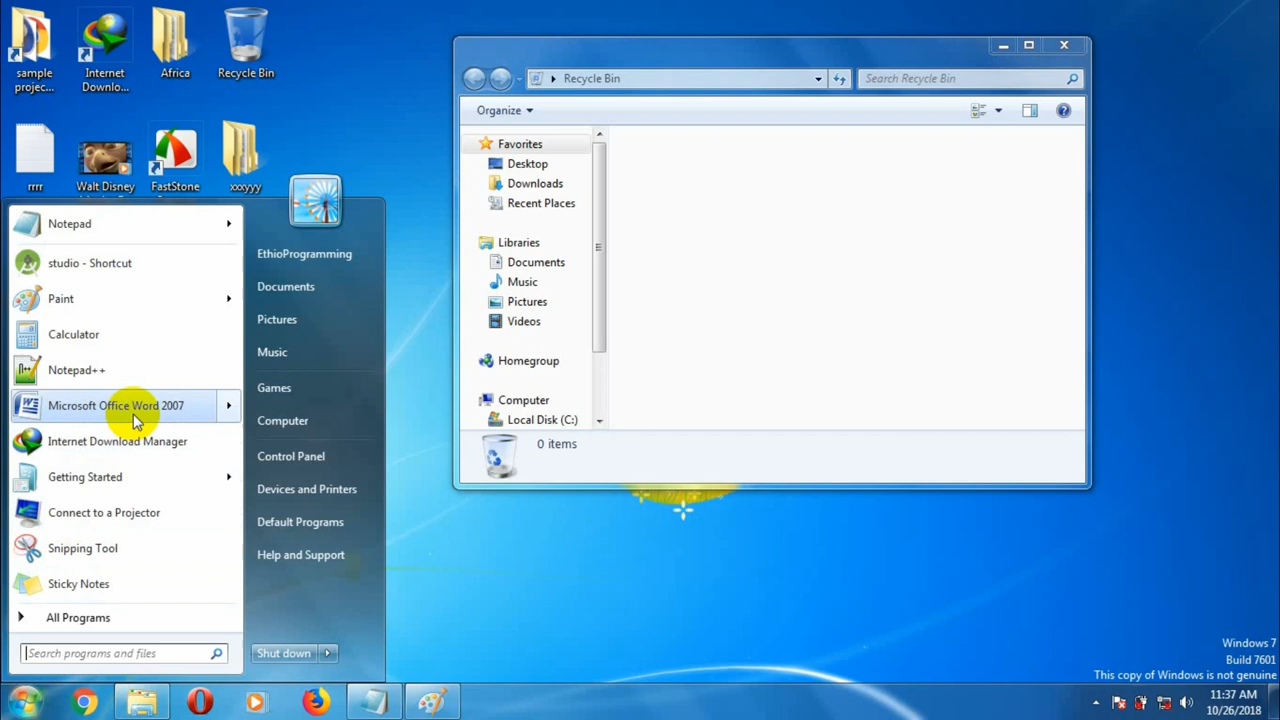 sample
projec...
Internet
Downlo...
Africa
Recycle Bin
rrrr
Walt Disney
FastStone
xxxyyy
Notepad
studio - Shortcut
Paint
Calculator
Notepad++
Microsoft Office Word 2007
Internet Download Manager
Getting Started
Connect to a Projector
Snipping Tool
Sticky Notes
All Programs
Search programs and files
EthioProgramming
Documents
Pictures
Music
Games
Computer
Control Panel
Devices and Printers
Default Programs
Help and Support
Shut down
Recycle Bin
Search Recycle Bin
Organize
Favorites
Desktop
Downloads
Recent Places
Libraries
Documents
Music
Pictures
Videos
Homegroup
Computer
Local Disk (C:)
0 items
Windows 7
Build 7601
This copy of Windows is not genuine
11:37 AM
10/26/2018